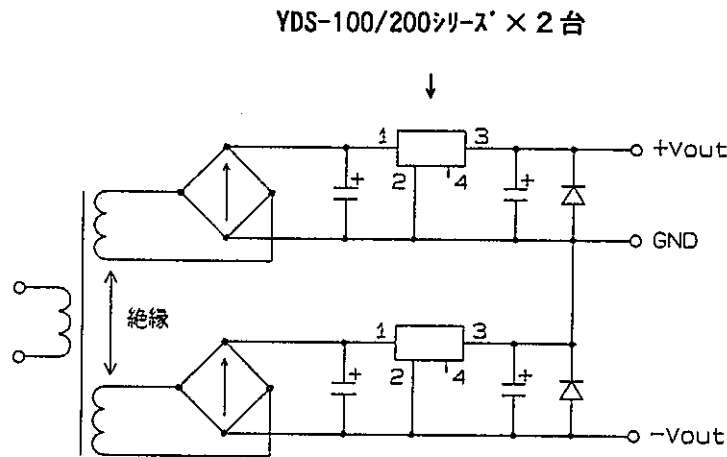 YDS-100/200ｼﾘｰｽﾞ × 2 台
↓
1
3
+Vout
2
4
+
+
GND
絶縁
1
3
2
4
+
+
-Vout